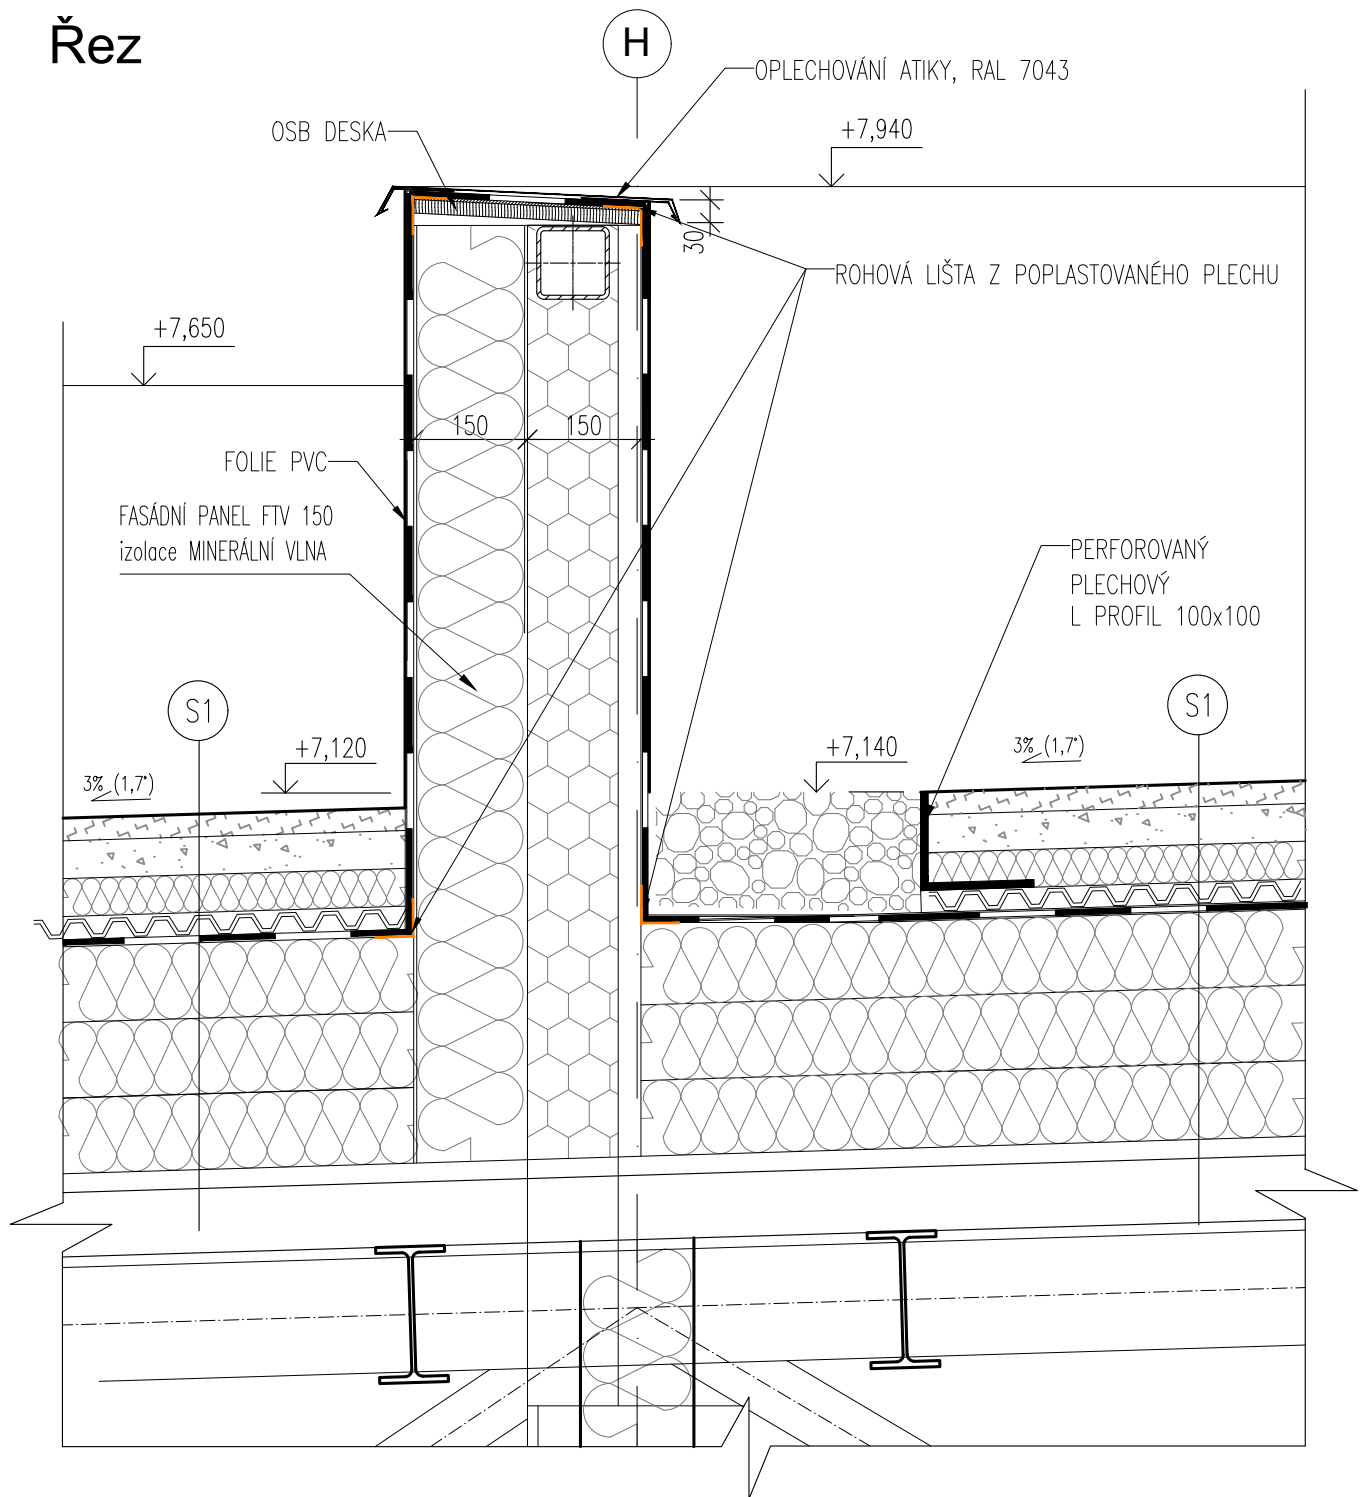 Řez
H
OPLECHOVÁNÍ ATIKY, RAL 7043
OSB DESKA
+7,940
30
ROHOVÁ LIŠTA Z POPLASTOVANÉHO PLECHU
+7,650
150
150
FOLIE PVC
FASÁDNÍ PANEL FTV 150
izolace MINERÁLNÍ VLNA
PERFOROVANÝ
PLECHOVÝ
L PROFIL 100x100
S1
S1
+7,120
+7,140
3% (1,7°)
3% (1,7°)